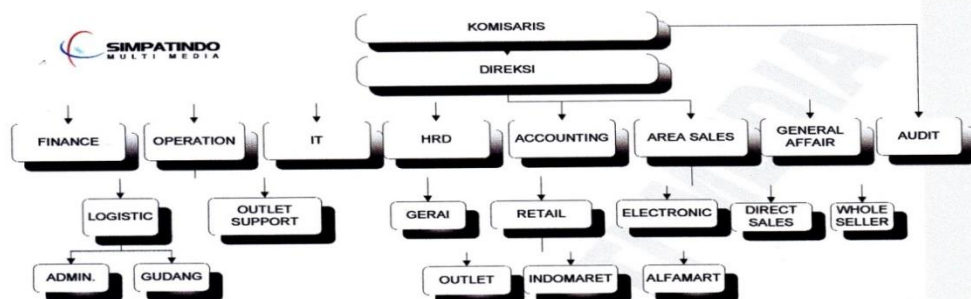 KOMISARIS
SIMPATINDO
MULTI MEDIA
DIREKSI
FINANCE
OPERATION
IT
HRD
ACCOUNTING
AREA SALES
GENERAL
AFFAIR
AUDIT
LOGISTIC
OUTLET
SUPPORT
GERAI
RETAIL
ELECTRONIC
DIRECT
SALES
WHOLE
SELLER
ADMIN.
GUDANG
OUTLET
INDOMARET
ALFAMART